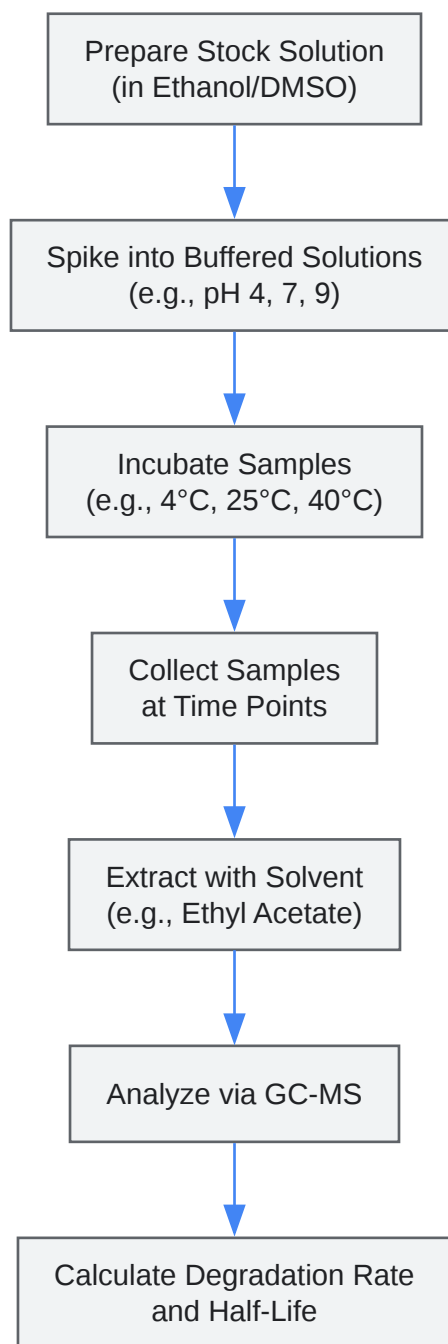 Prepare Stock Solution
(in Ethanol/DMSO)
Spike into Buffered Solutions
(e.g., pH 4, 7, 9)
Incubate Samples
(e.g., 4°C, 25°C, 40°C)
Collect Samples
at Time Points
Extract with Solvent
(e.g., Ethyl Acetate)
Analyze via GC-MS
Calculate Degradation Rate
and Half-Life